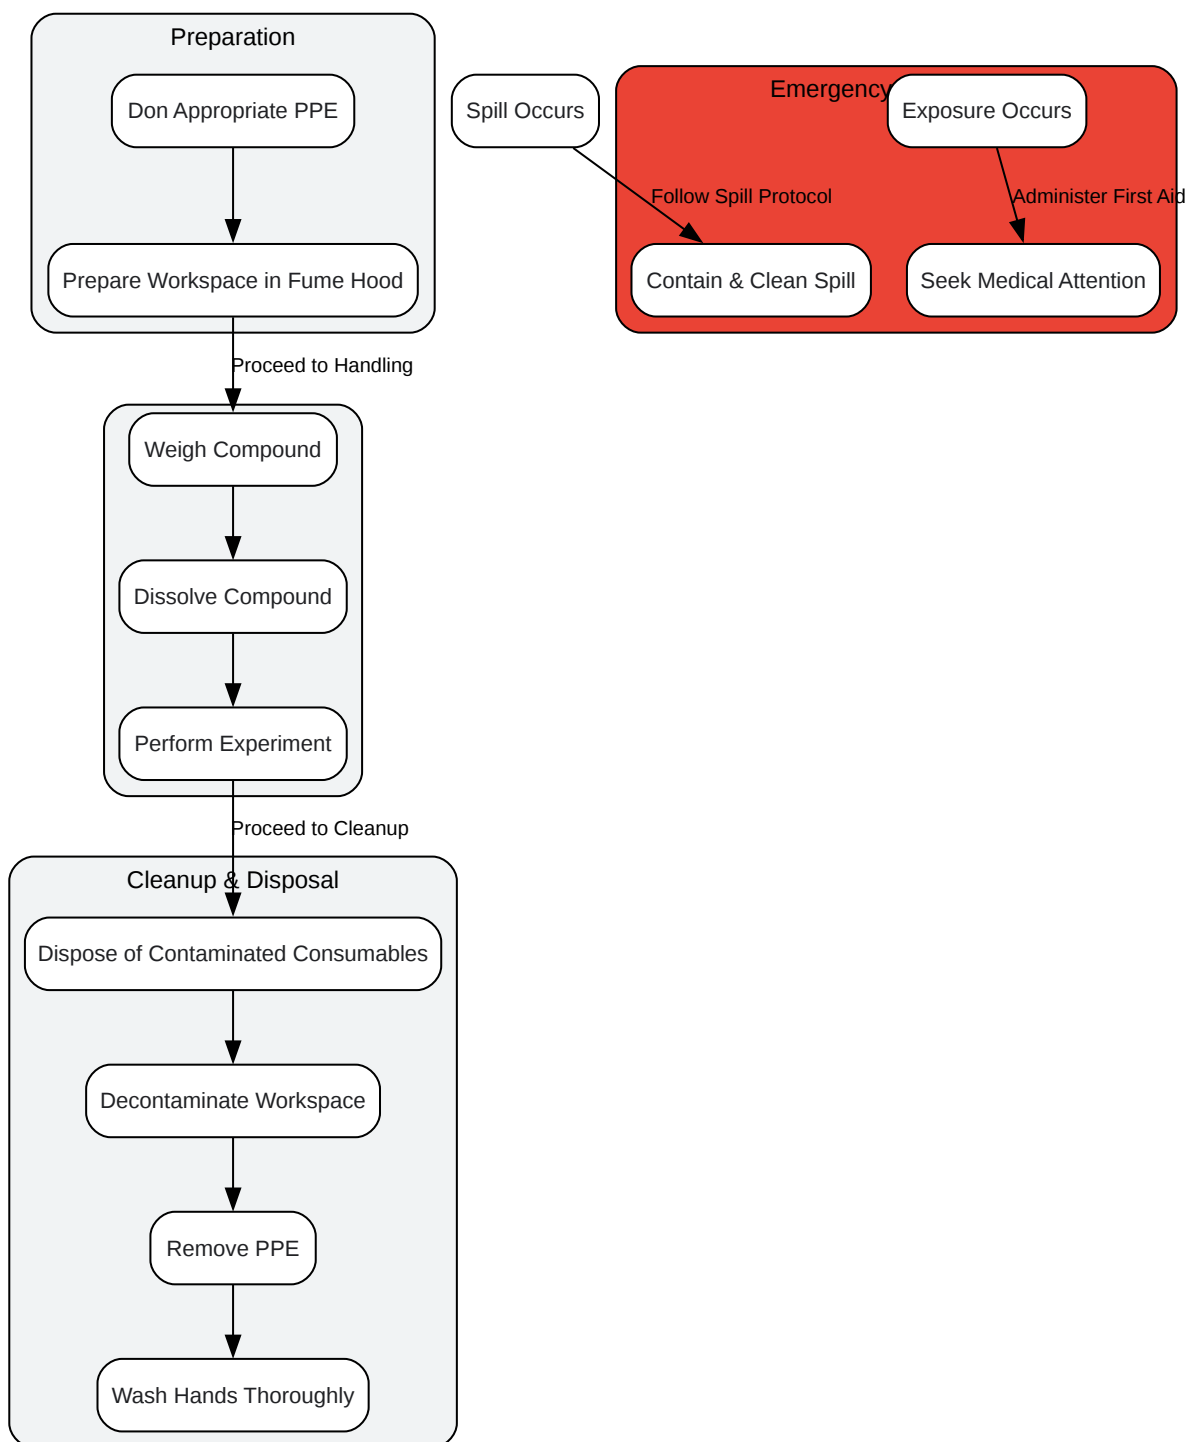 Preparation
Don Appropriate PPE
Prepare Workspace in Fume Hood
Spill Occurs
Emergency
Exposure Occurs
Follow Spill Protocol
Administer First Aid
Contain & Clean Spill
Seek Medical Attention
Proceed to Handling
Weigh Compound
Dissolve Compound
Perform Experiment
Proceed to Cleanup
Cleanup & Disposal
Dispose of Contaminated Consumables
Decontaminate Workspace
Remove PPE
Wash Hands Thoroughly